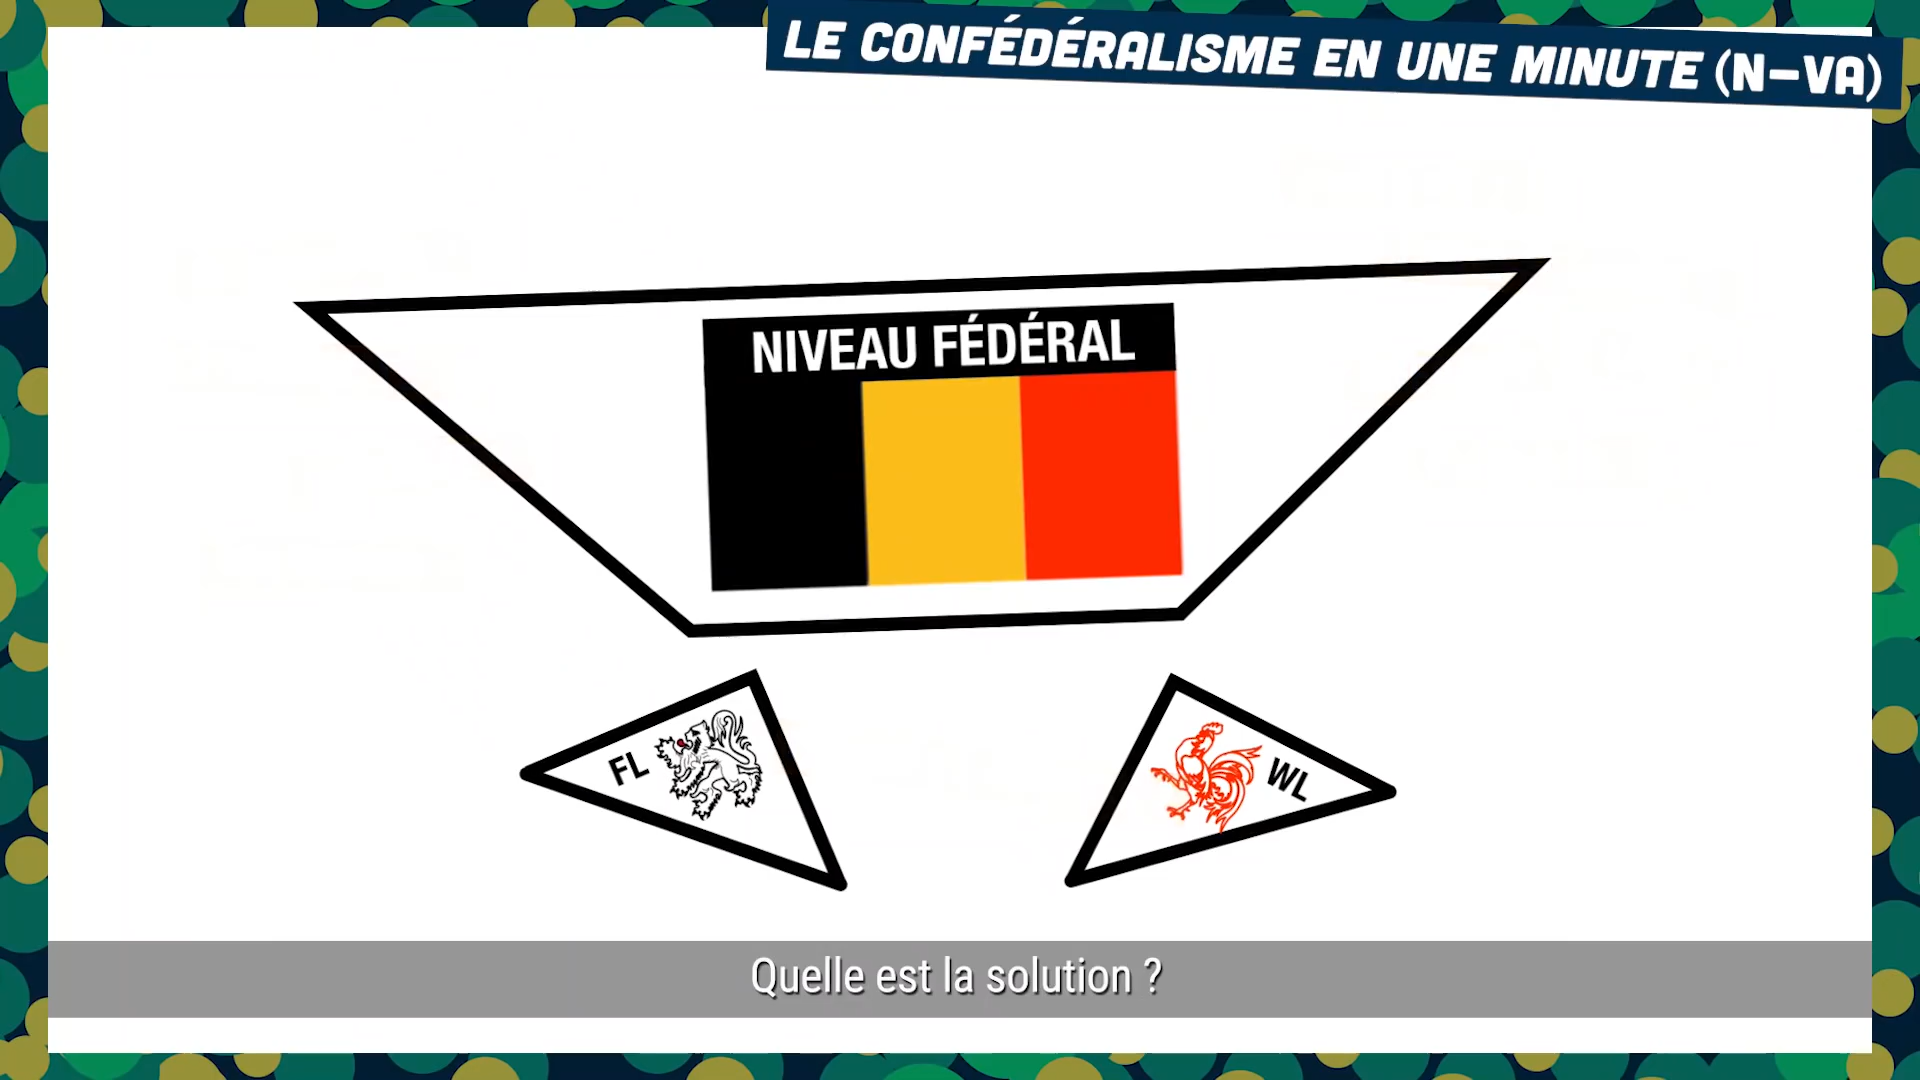 LE CONFÉDÉRALISME EN UNE MINUTE (N-VA)
NIVEAU FÉDÉRAL
FL
WL
Quelle est la solution ?